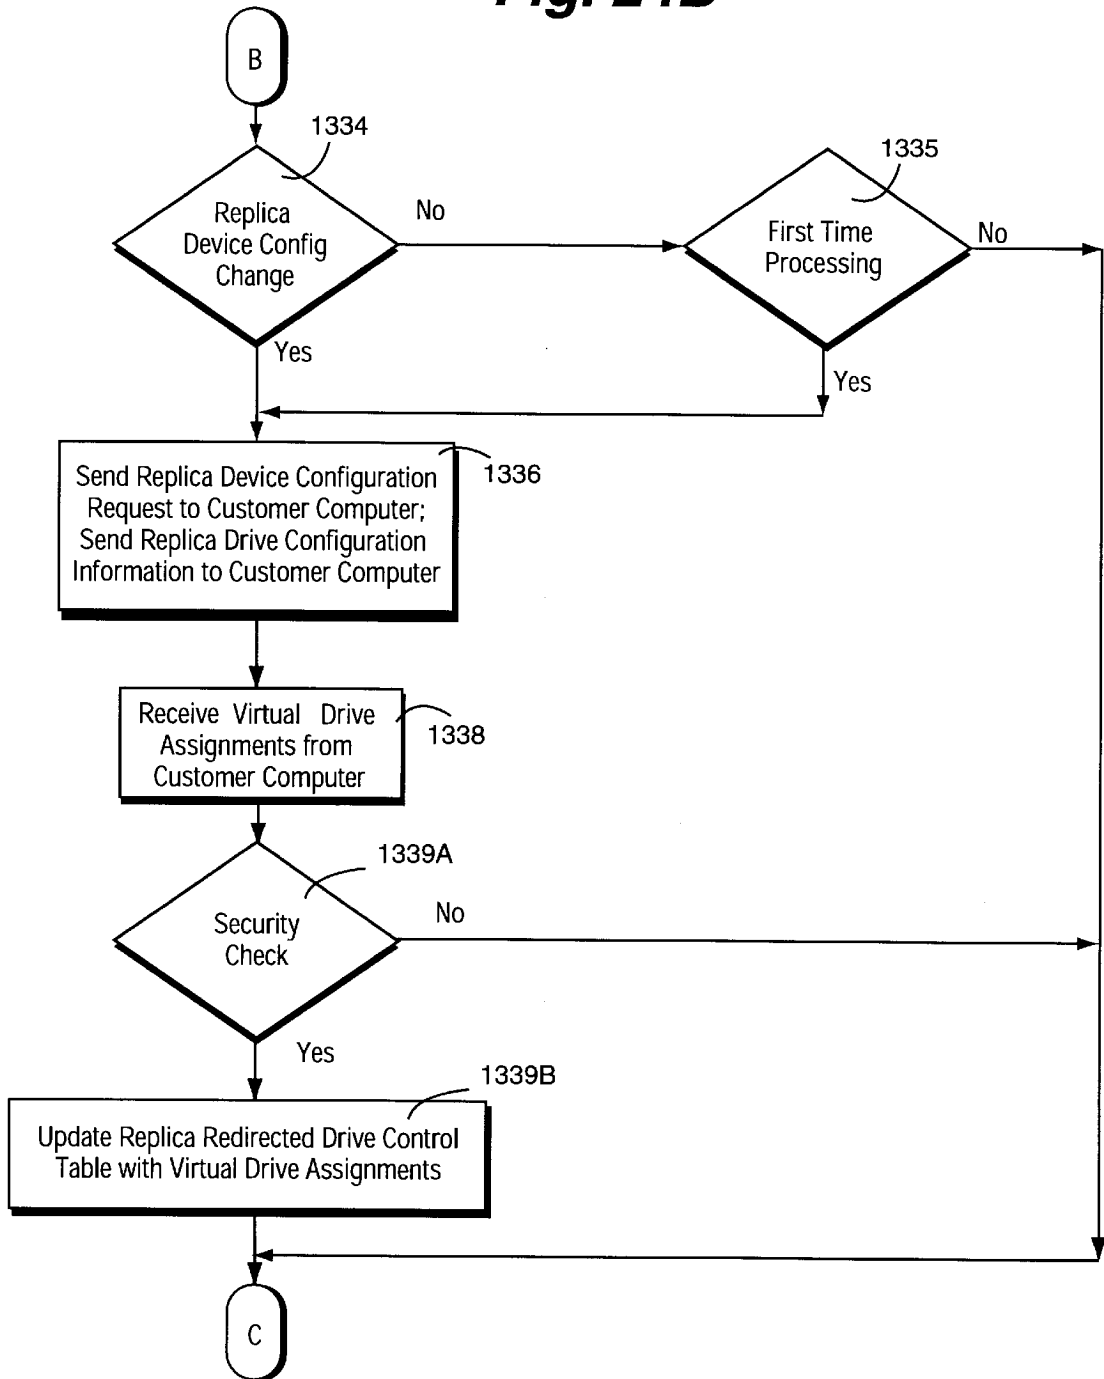 B
1334
Replica
Device Config
Change
No
1335
First Time
Processing
No
Yes
Yes
Send Replica Device Configuration
Request to Customer Computer;
Send Replica Drive Configuration
Information to Customer Computer
1336
Receive Virtual Drive
Assignments from
Customer Computer
1338
1339A
Security
Check
No
Yes
1339B
Update Replica Redirected Drive Control
Table with Virtual Drive Assignments
C